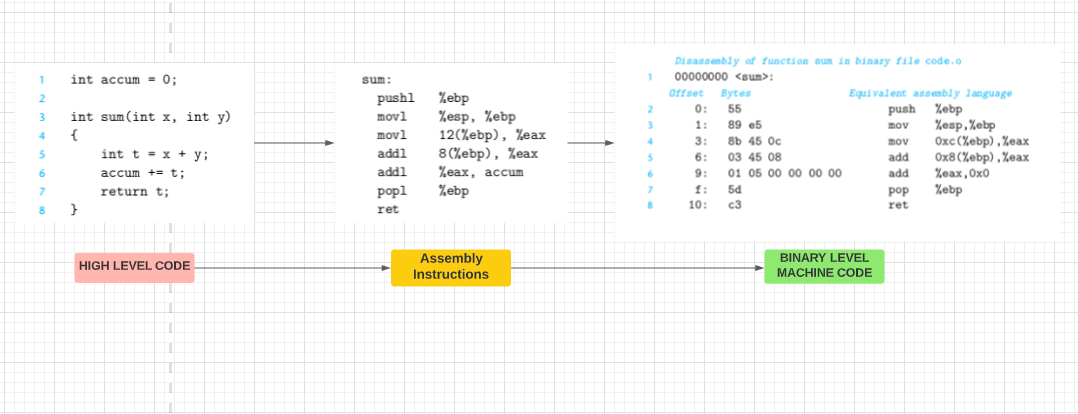 1 int accum = 0;
2
3 int sum(int x, int y)
4 {
5 int t = x + y;
6 accum += t;
7 return t;
8 }
sum:
pushl %ebp
movl %esp, %ebp
movl 12(%ebp), %eax
addl 8(%ebp), %eax
addl %eax, accum
popl %ebp
ret
Disassembly of function sum in binary file code.o
1 00000000 <sum>:
Offset Bytes Equivalent assembly language
2 0: 55 push %ebp
3 1: 89 e5 mov %esp,%ebp
4 3: 8b 45 0c mov 0xc(%ebp),%eax
5 6: 03 45 08 add 0x8(%ebp),%eax
6 9: 01 05 00 00 00 00 add %eax,0x0
7 f: 5d pop %ebp
8 10: c3 ret
HIGH LEVEL CODE
Assembly
Instructions
BINARY LEVEL
MACHINE CODE